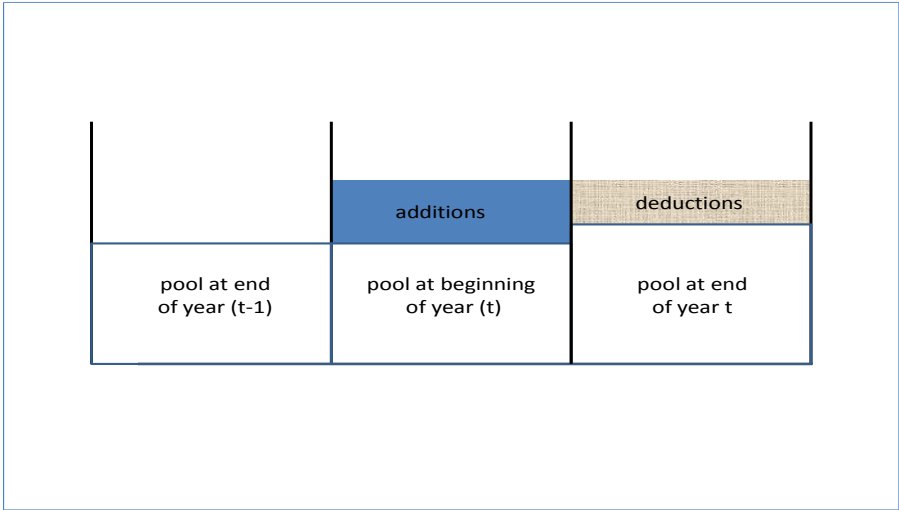 additions
deductions
pool at end
of year (t-1)
pool at beginning
of year (t)
pool at end
of year t